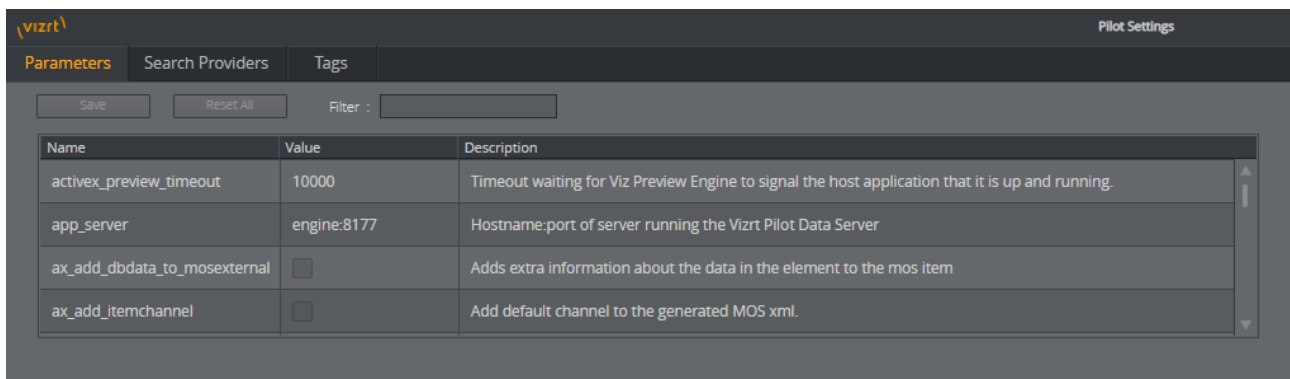 vizrt
Pilot Settings
Parameters Search Providers Tags
Save Reset All Filter :
Name Value Description
activex_preview_timeout 10000 Timeout waiting for Viz Preview Engine to signal the host application that it is up and running.
app_server engine:8177 Hostname:port of server running the Vizrt Pilot Data Server
ax_add_dbdata_to_mosexternal Adds extra information about the data in the element to the mos item
ax_add_itemchannel Add default channel to the generated MOS xml.